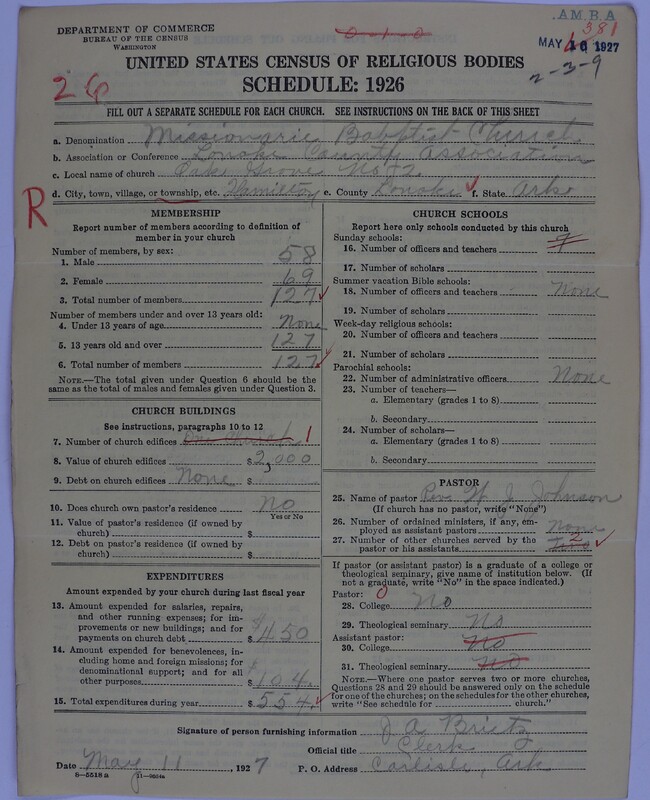 A.M.B.A
381
DEPARTMENT OF COMMERCE
BUREAU OF THE CENSUS
WASHINGTON
0-1-0
MAY 16 1927
2-3-9
UNITED STATES CENSUS OF RELIGIOUS BODIES
SCHEDULE: 1926
26
FILL OUT A SEPARATE SCHEDULE FOR EACH CHURCH. SEE INSTRUCTIONS ON THE BACK OF THIS SHEET
a. Denomination Missionarie Babptist Church
b. Association or Conference Lonoke County Association
c. Local name of church Oake Grove No 2
d. City, town, village, or township, etc. Hamilton e. County Lonoke f. State Ark
R
MEMBERSHIP
Report number of members according to definition of
member in your church
Number of members, by sex:
1. Male 58
2. Female 69
3. Total number of members 127
Number of members under and over 13 years old:
4. Under 13 years of age None
5. 13 years old and over 127
6. Total number of members 127
NOTE.—The total given under Question 6 should be the
same as the total of males and females given under Question 3.
CHURCH BUILDINGS
See instructions, paragraphs 10 to 12
7. Number of church edifices One Church 1
8. Value of church edifices $2,000
9. Debt on church edifices None $
10. Does church own pastor's residence No
Yes or No
11. Value of pastor's residence (if owned by
church) $
12. Debt on pastor's residence (if owned by
church) $
EXPENDITURES
Amount expended by your church during last fiscal year
13. Amount expended for salaries, repairs,
and other running expenses; for im-
provements or new buildings; and for
payments on church debt $450
14. Amount expended for benevolences, in-
cluding home and foreign missions; for
denominational support; and for all
other purposes $104.
15. Total expenditures during year $554.
CHURCH SCHOOLS
Report here only schools conducted by this church
Sunday schools:
16. Number of officers and teachers 7
17. Number of scholars
Summer vacation Bible schools:
18. Number of officers and teachers None
19. Number of scholars
Week-day religious schools:
20. Number of officers and teachers
21. Number of scholars
Parochial schools:
22. Number of administrative officers None
23. Number of teachers—
a. Elementary (grades 1 to 8)
b. Secondary
24. Number of scholars—
a. Elementary (grades 1 to 8)
b. Secondary
PASTOR
25. Name of pastor Rev. W J Johnson
(If church has no pastor, write "None")
26. Number of ordained ministers, if any, em-
ployed as assistant pastors None
27. Number of other churches served by the
pastor or his assistants 2
If pastor (or assistant pastor) is a graduate of a college or
theological seminary, give name of institution below. (If
not a graduate, write "No" in the space indicated.)
Pastor: 0
28. College No
29. Theological seminary No
Assistant pastor:
30. College No
31. Theological seminary No
NOTE.—Where one pastor serves two or more churches,
Questions 28 and 29 should be answered only on the schedule
for one of the churches; on the schedules for the other churches,
write "See schedule for church."
Signature of person furnishing information J A Britz
Official title Clerk
Date May 11, 1927 P. O. Address Carlisle, Ark
8—5518 a